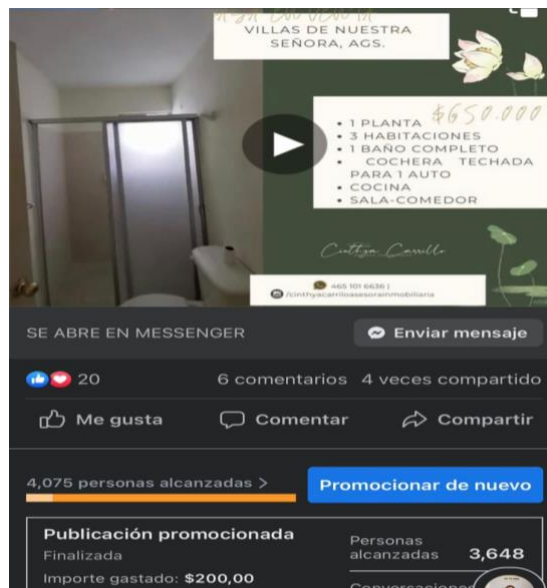 VILLAS DE NUESTRA
SEÑORA, AGS.
$650.000
• 1 PLANTA
• 3 HABITACIONES
• 1 BAÑO COMPLETO
• COCHERA TECHADA
PARA 1 AUTO
• COCINA
• SALA-COMEDOR
Cinthya Carrillo
465 101 6636 |
/cinthyacarrilloasesorainmobiliaria
SE ABRE EN MESSENGER
Enviar mensaje
20
6 comentarios 4 veces compartido
Me gusta
Comentar
Compartir
4,075 personas alcanzadas >
Promocionar de nuevo
Publicación promocionada
Finalizada
Importe gastado: $200,00
Personas
alcanzadas 3,648